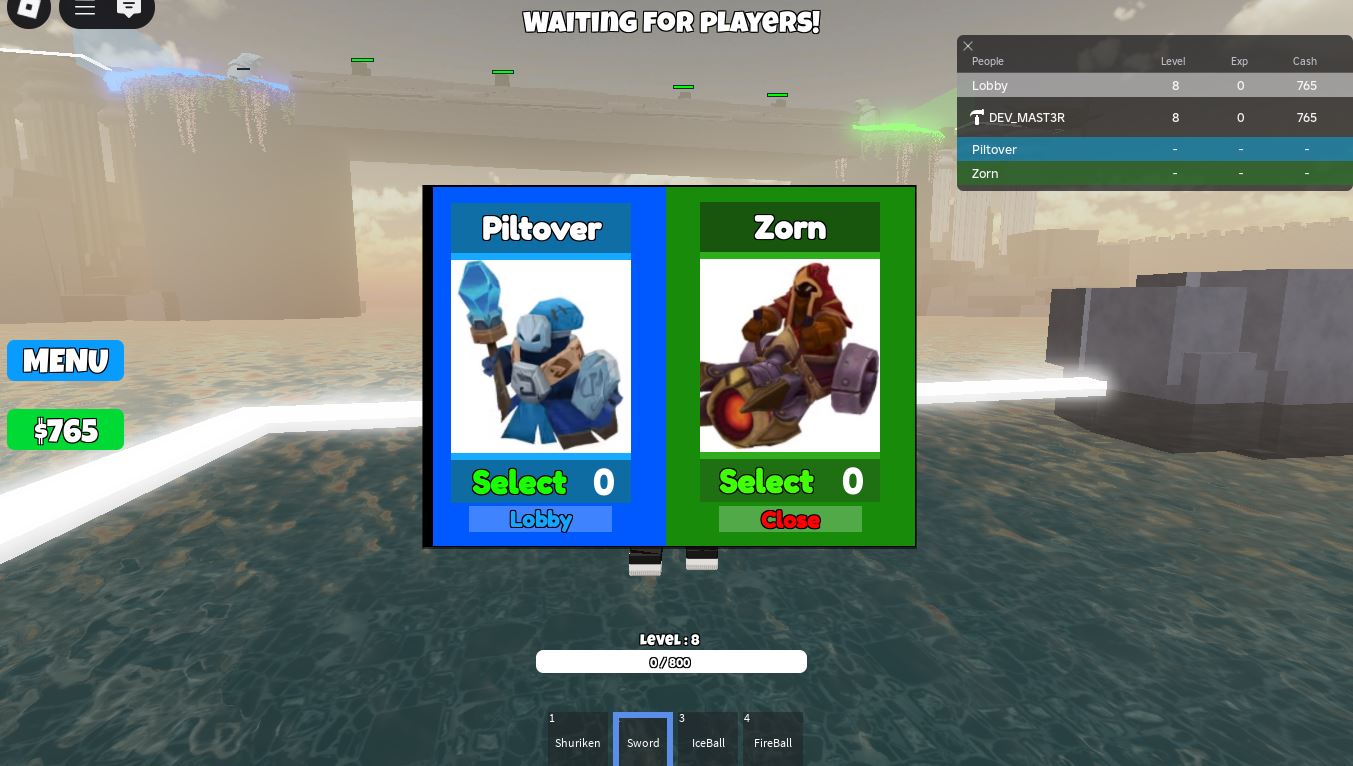 WAITING FOR PLAYERS!
People Level Exp Cash
Lobby 8 0 765
DEV_MAST3R 8 0 765
Piltover - - -
Zorn - - -
Piltover
Zorn
MENU
$765
Select 0
Select 0
Lobby
Close
Level : 8
0 / 800
1
3
4
Shuriken
Sword
IceBall
FireBall